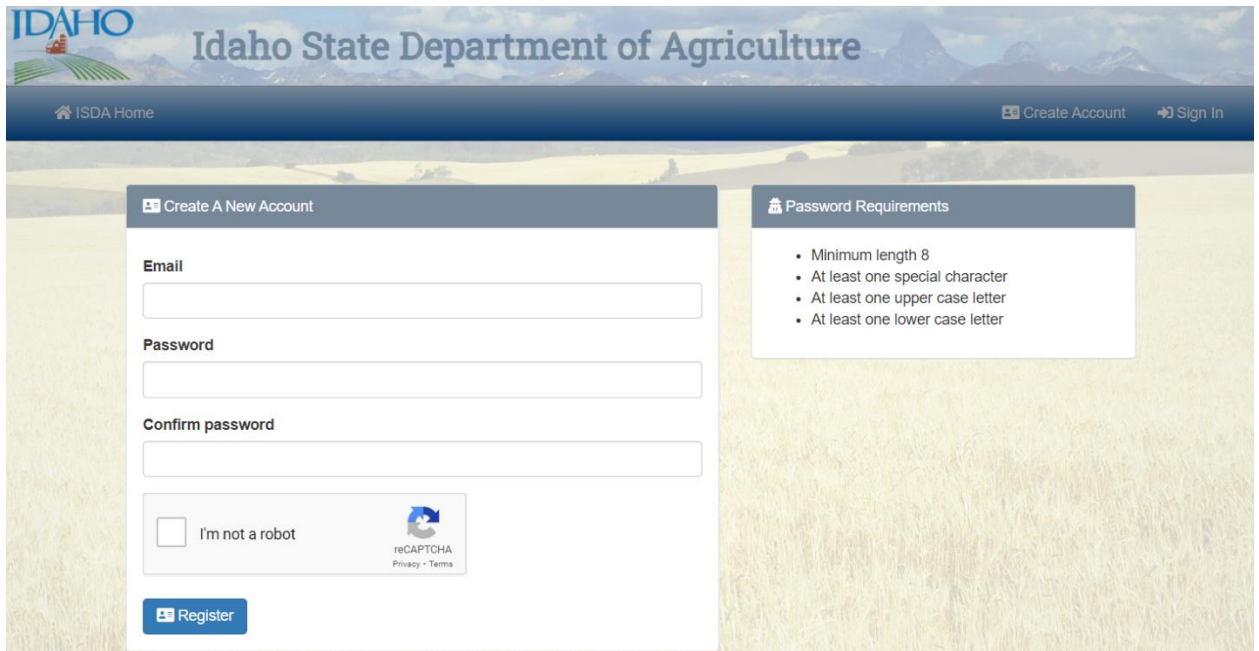 IDAHO
Idaho State Department of Agriculture
ISDA Home
Create Account
Sign In
Create A New Account
Email
Password
Confirm password
I'm not a robot
reCAPTCHA
Privacy - Terms
Register
Password Requirements
Minimum length 8
At least one special character
At least one upper case letter
At least one lower case letter